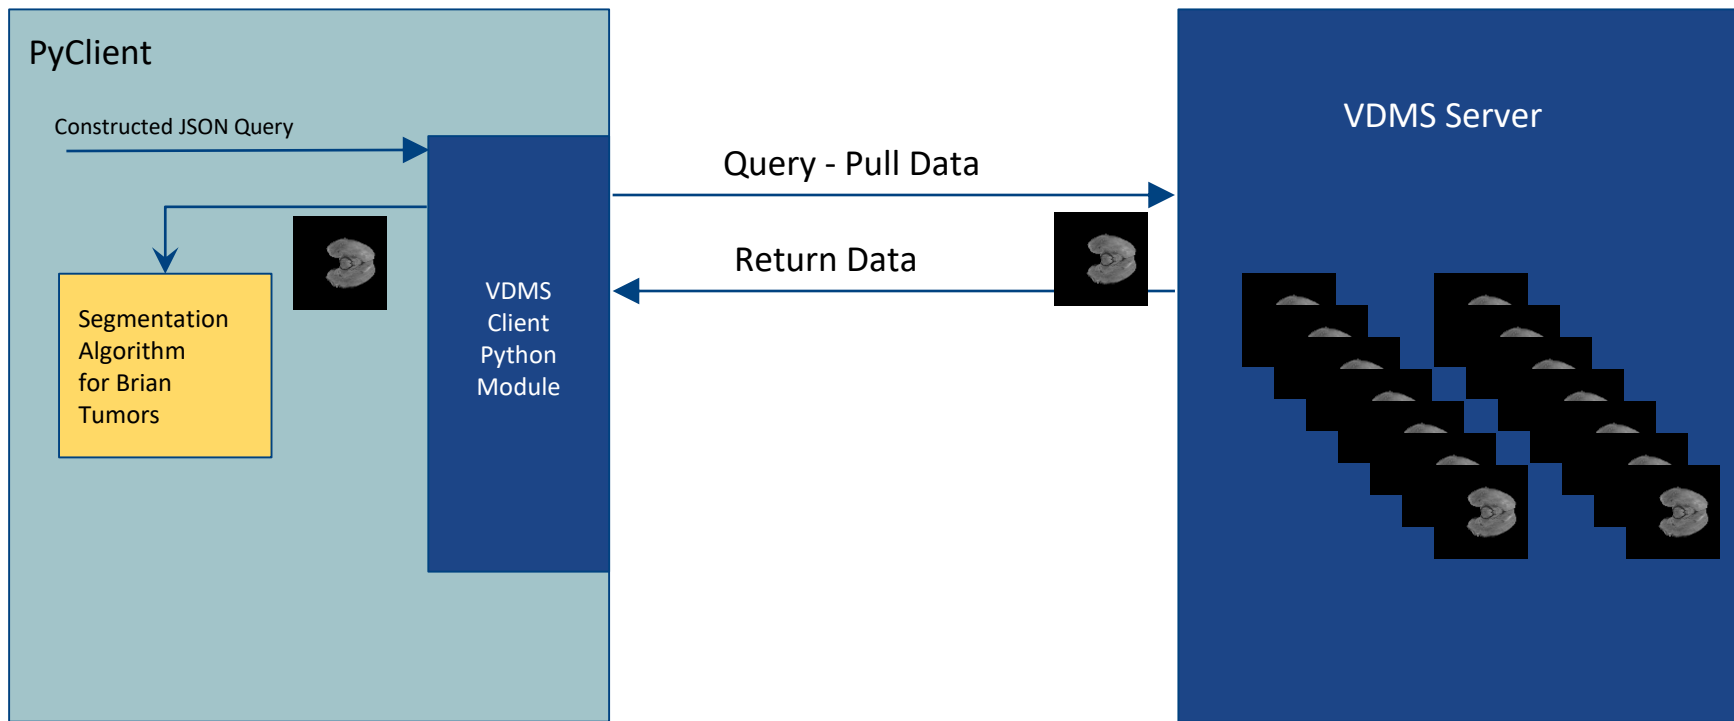 PyClient
Constructed JSON Query
Segmentation
Algorithm
for Brian
Tumors
VDMS
Client
Python
Module
Query - Pull Data
Return Data
VDMS Server